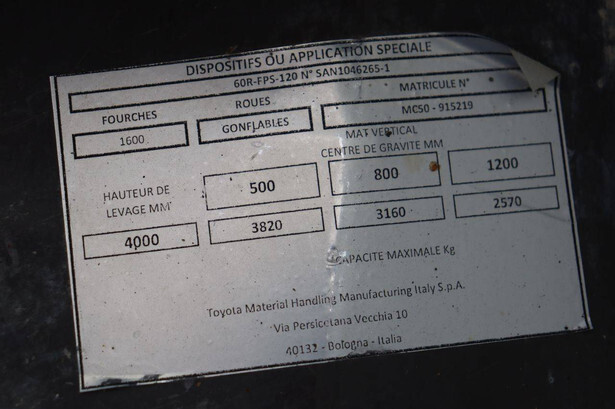 DISPOSITIFS OU APPLICATION SPECIALE
60R-FPS-120 N° SAN1046265-1
FOURCHES ROUES MATRICULE N°
1600 GONFLABLES MC50 - 915219
MAT VERTICAL
CENTRE DE GRAVITE MM
HAUTEUR DE LEVAGE MM
500 800 1200
4000 3820 3160 2570
CAPACITE MAXIMALE Kg
Toyota Material Handling Manufacturing Italy S.p.A.
Via Persicetana Vecchia 10
40132 - Bologna - Italia